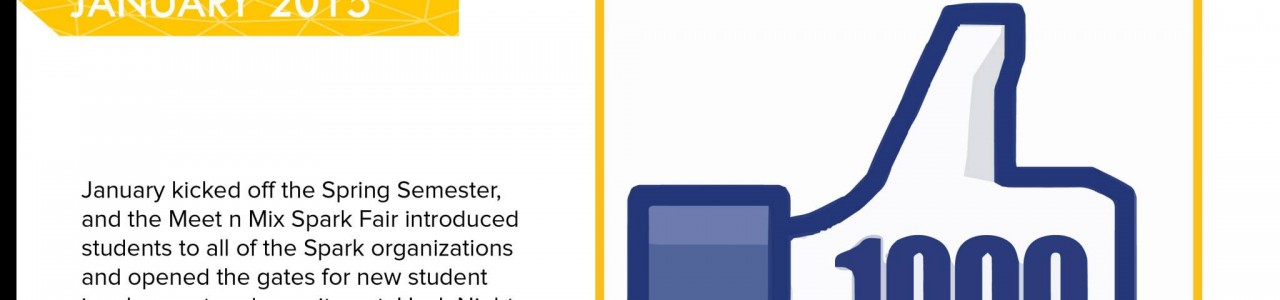 JANUARY 2015
January kicked off the Spring Semester,
and the Meet n Mix Spark Fair introduced
students to all of the Spark organizations
and opened the gates for new student
1000